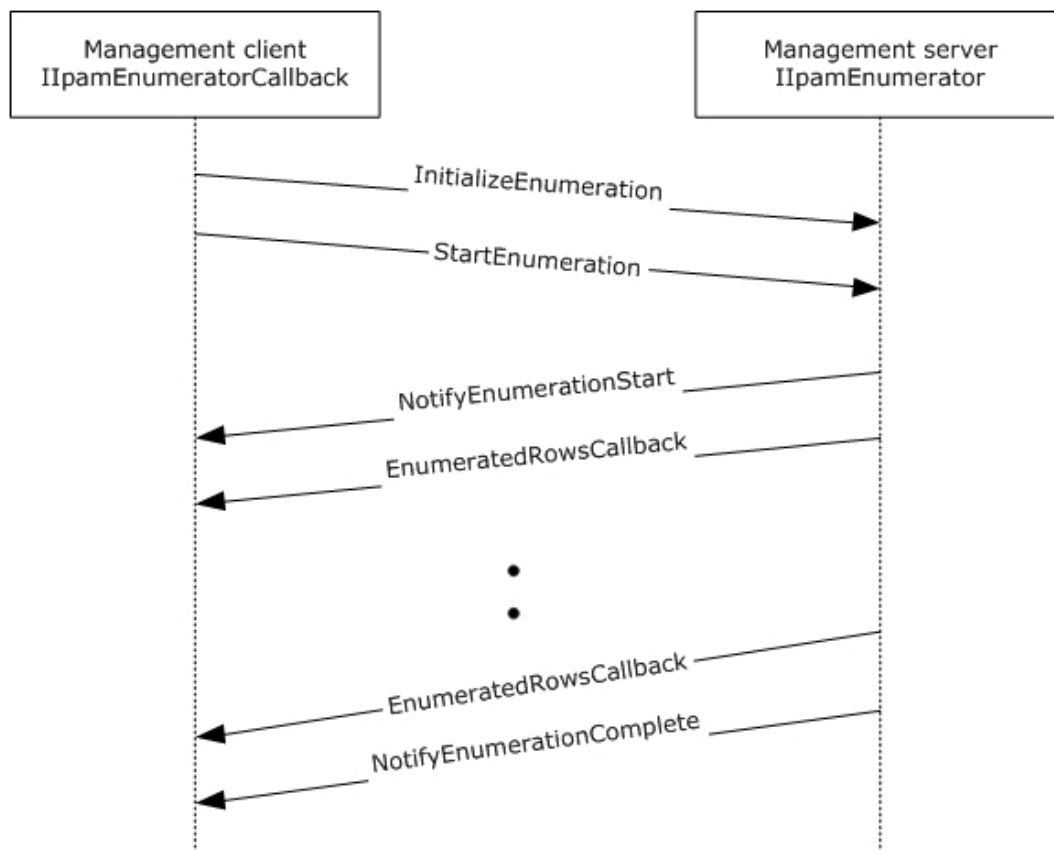 Management client
IIpamEnumeratorCallback
Management server
IIpamEnumerator
InitializeEnumeration
StartEnumeration
NotifyEnumerationStart
EnumeratedRowsCallback
EnumeratedRowsCallback
NotifyEnumerationComplete